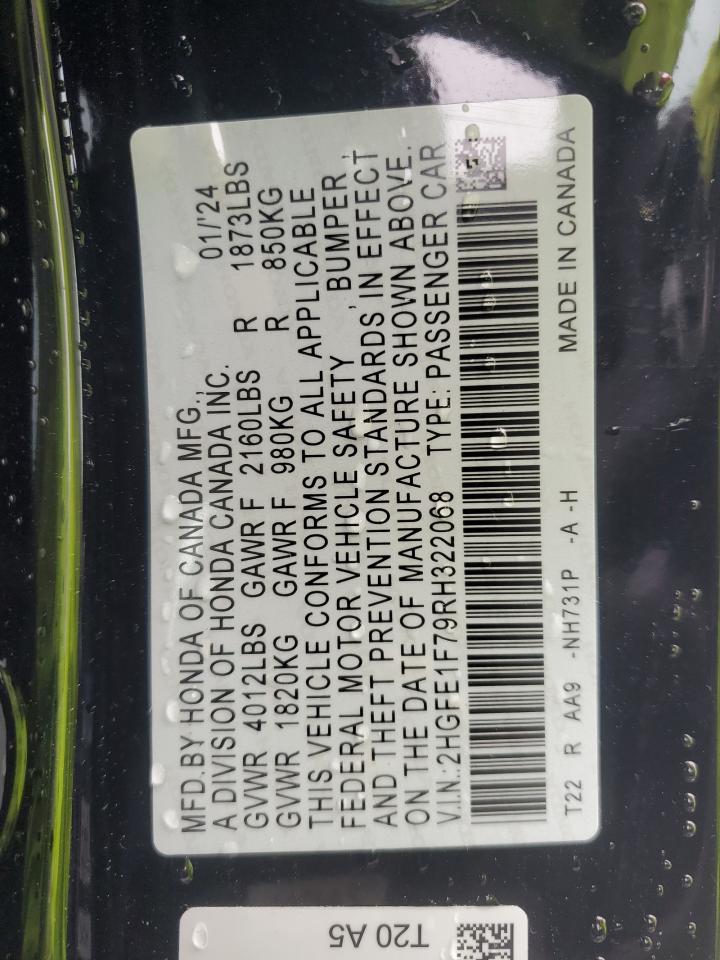 MFD.BY HONDA OF CANADA MFG.,
A DIVISION OF HONDA CANADA INC. 01/'24
GVWR 4012LBS GAWR F 2160LBS R 1873LBS
GVWR 1820KG GAWR F 980KG R 850KG
THIS VEHICLE CONFORMS TO ALL APPLICABLE
FEDERAL MOTOR VEHICLE SAFETY , BUMPER ,
AND THEFT PREVENTION STANDARDS IN EFFECT
ON THE DATE OF MANUFACTURE SHOWN ABOVE.
V.I.N.:2HGFE1F79RH322068 TYPE: PASSENGER CAR
T22 R AA9 -NH731P -A -H MADE IN CANADA
T20 A5